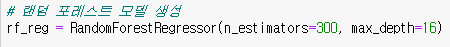 # 랜덤 포레스트 모델 생성
rf_reg = RandomForestRegressor(n_estimators=300, max_depth=16)